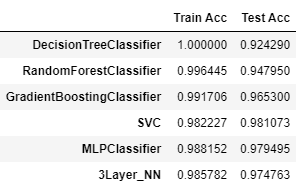 Train Acc Test Acc
DecisionTreeClassifier 1.000000 0.924290
RandomForestClassifier 0.996445 0.947950
GradientBoostingClassifier 0.991706 0.965300
SVC 0.982227 0.981073
MLPClassifier 0.988152 0.979495
3Layer_NN 0.985782 0.974763